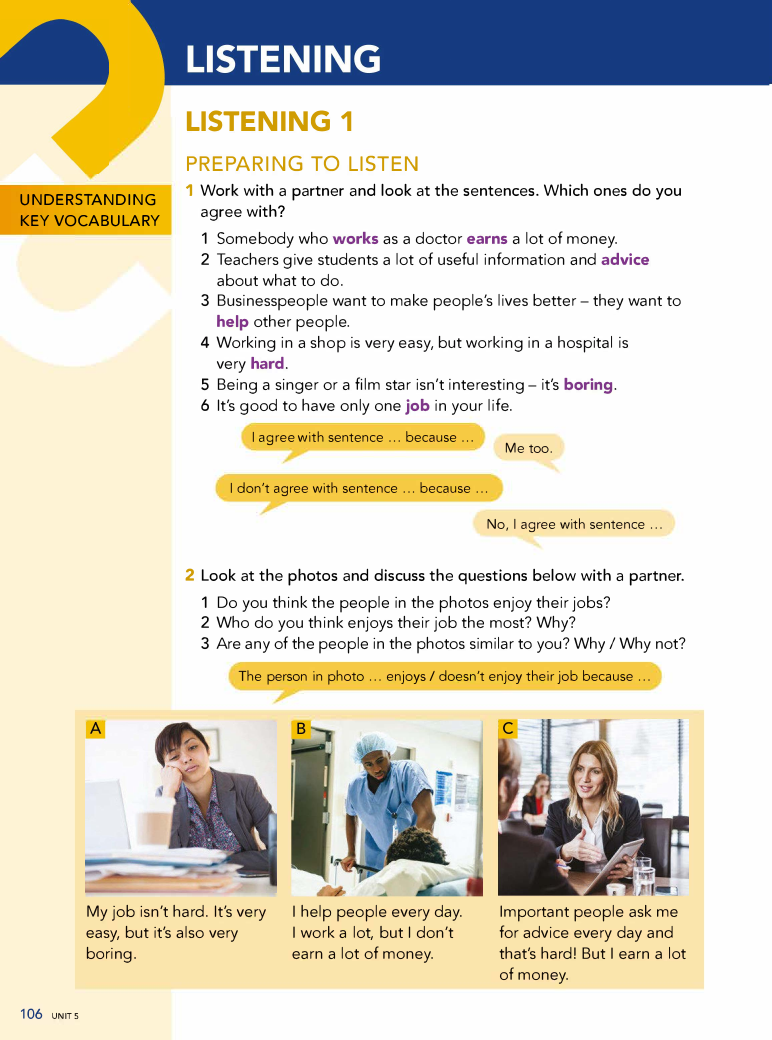 LISTENING
LISTENING 1
PREPARING TO LISTEN
UNDERSTANDING
KEY VOCABULARY
1 Work with a partner and look at the sentences. Which ones do you
agree with?
1 Somebody who works as a doctor earns a lot of money.
2 Teachers give students a lot of useful information and advice
about what to do.
3 Businesspeople want to make people's lives better – they want to
help other people.
4 Working in a shop is very easy, but working in a hospital is
very hard.
5 Being a singer or a film star isn't interesting – it's boring.
6 It's good to have only one job in your life.
I agree with sentence … because …
Me too.
I don't agree with sentence … because …
No, I agree with sentence …
2 Look at the photos and discuss the questions below with a partner.
1 Do you think the people in the photos enjoy their jobs?
2 Who do you think enjoys their job the most? Why?
3 Are any of the people in the photos similar to you? Why / Why not?
The person in photo … enjoys / doesn't enjoy their job because …
A
My job isn't hard. It's very
easy, but it's also very
boring.
B
I help people every day.
I work a lot, but I don't
earn a lot of money.
C
Important people ask me
for advice every day and
that's hard! But I earn a lot
of money.
106 UNIT 5